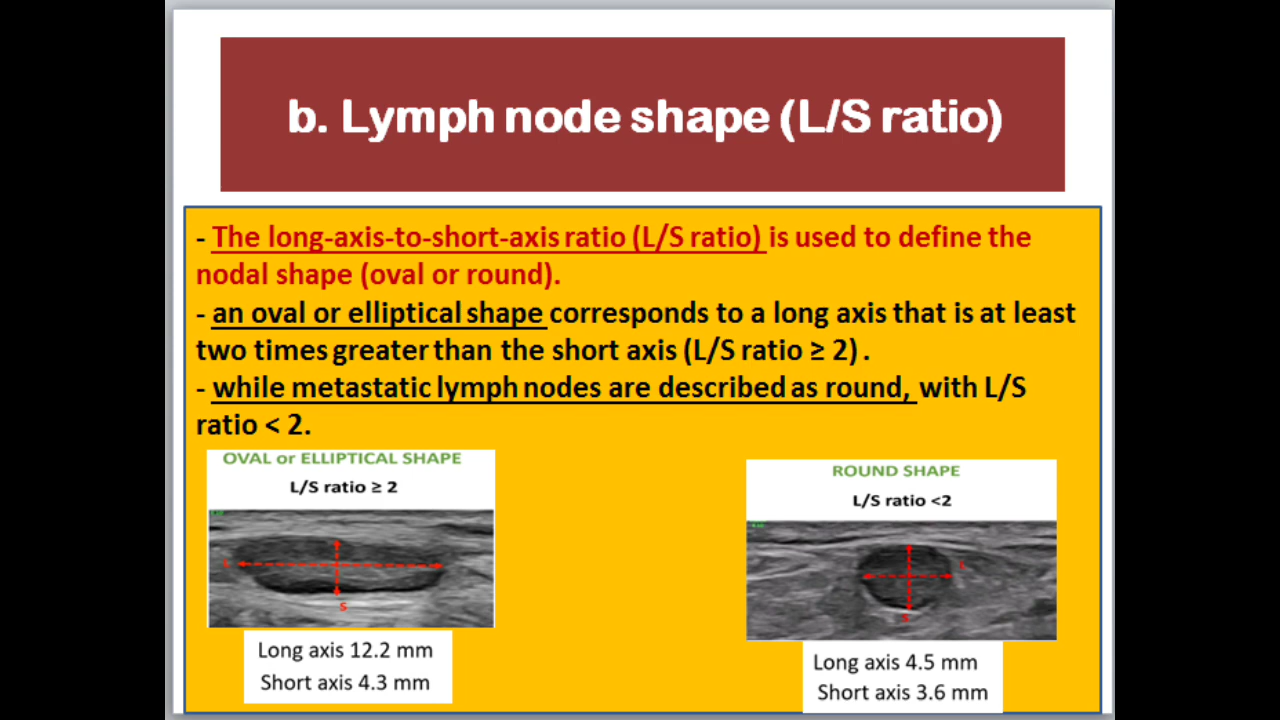 b. Lymph node shape (L/S ratio)
- The long-axis-to-short-axis ratio (L/S ratio) is used to define the
nodal shape (oval or round).
- an oval or elliptical shape corresponds to a long axis that is at least
two times greater than the short axis (L/S ratio ≥ 2) .
- while metastatic lymph nodes are described as round, with L/S
ratio < 2.
OVAL or ELLIPTICAL SHAPE
L/S ratio ≥ 2
L
S
Long axis 12.2 mm
Short axis 4.3 mm
ROUND SHAPE
L/S ratio <2
L
S
Long axis 4.5 mm
Short axis 3.6 mm